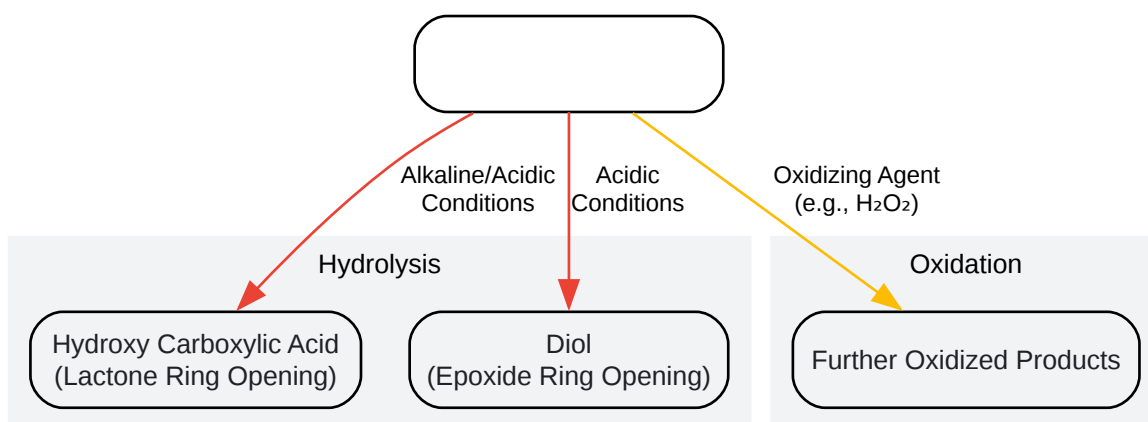 Alkaline/Acidic
Conditions
Acidic
Conditions
Oxidizing Agent
(e.g., H₂O₂)
Hydrolysis
Oxidation
Hydroxy Carboxylic Acid
(Lactone Ring Opening)
Diol
(Epoxide Ring Opening)
Further Oxidized Products